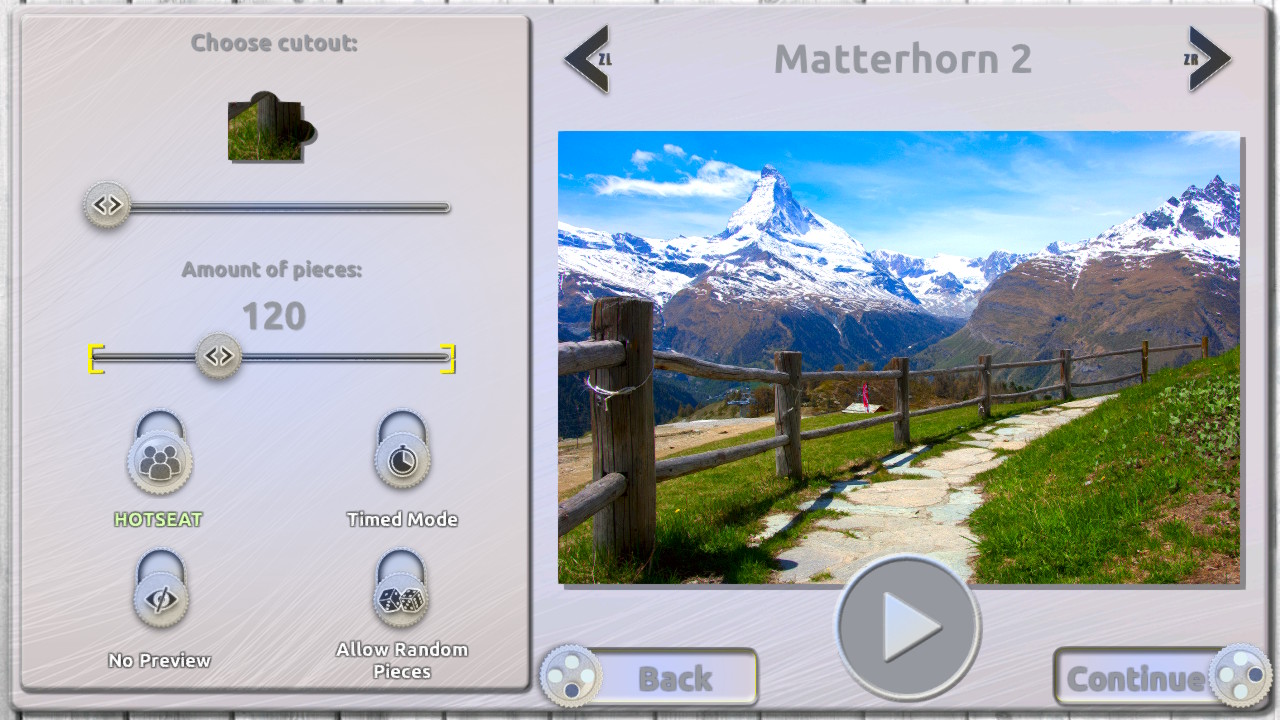 Choose cutout:
ZL
Matterhorn 2
ZR
Amount of pieces:
120
HOTSEAT
Timed Mode
No Preview
Allow Random
Pieces
Back
Continue